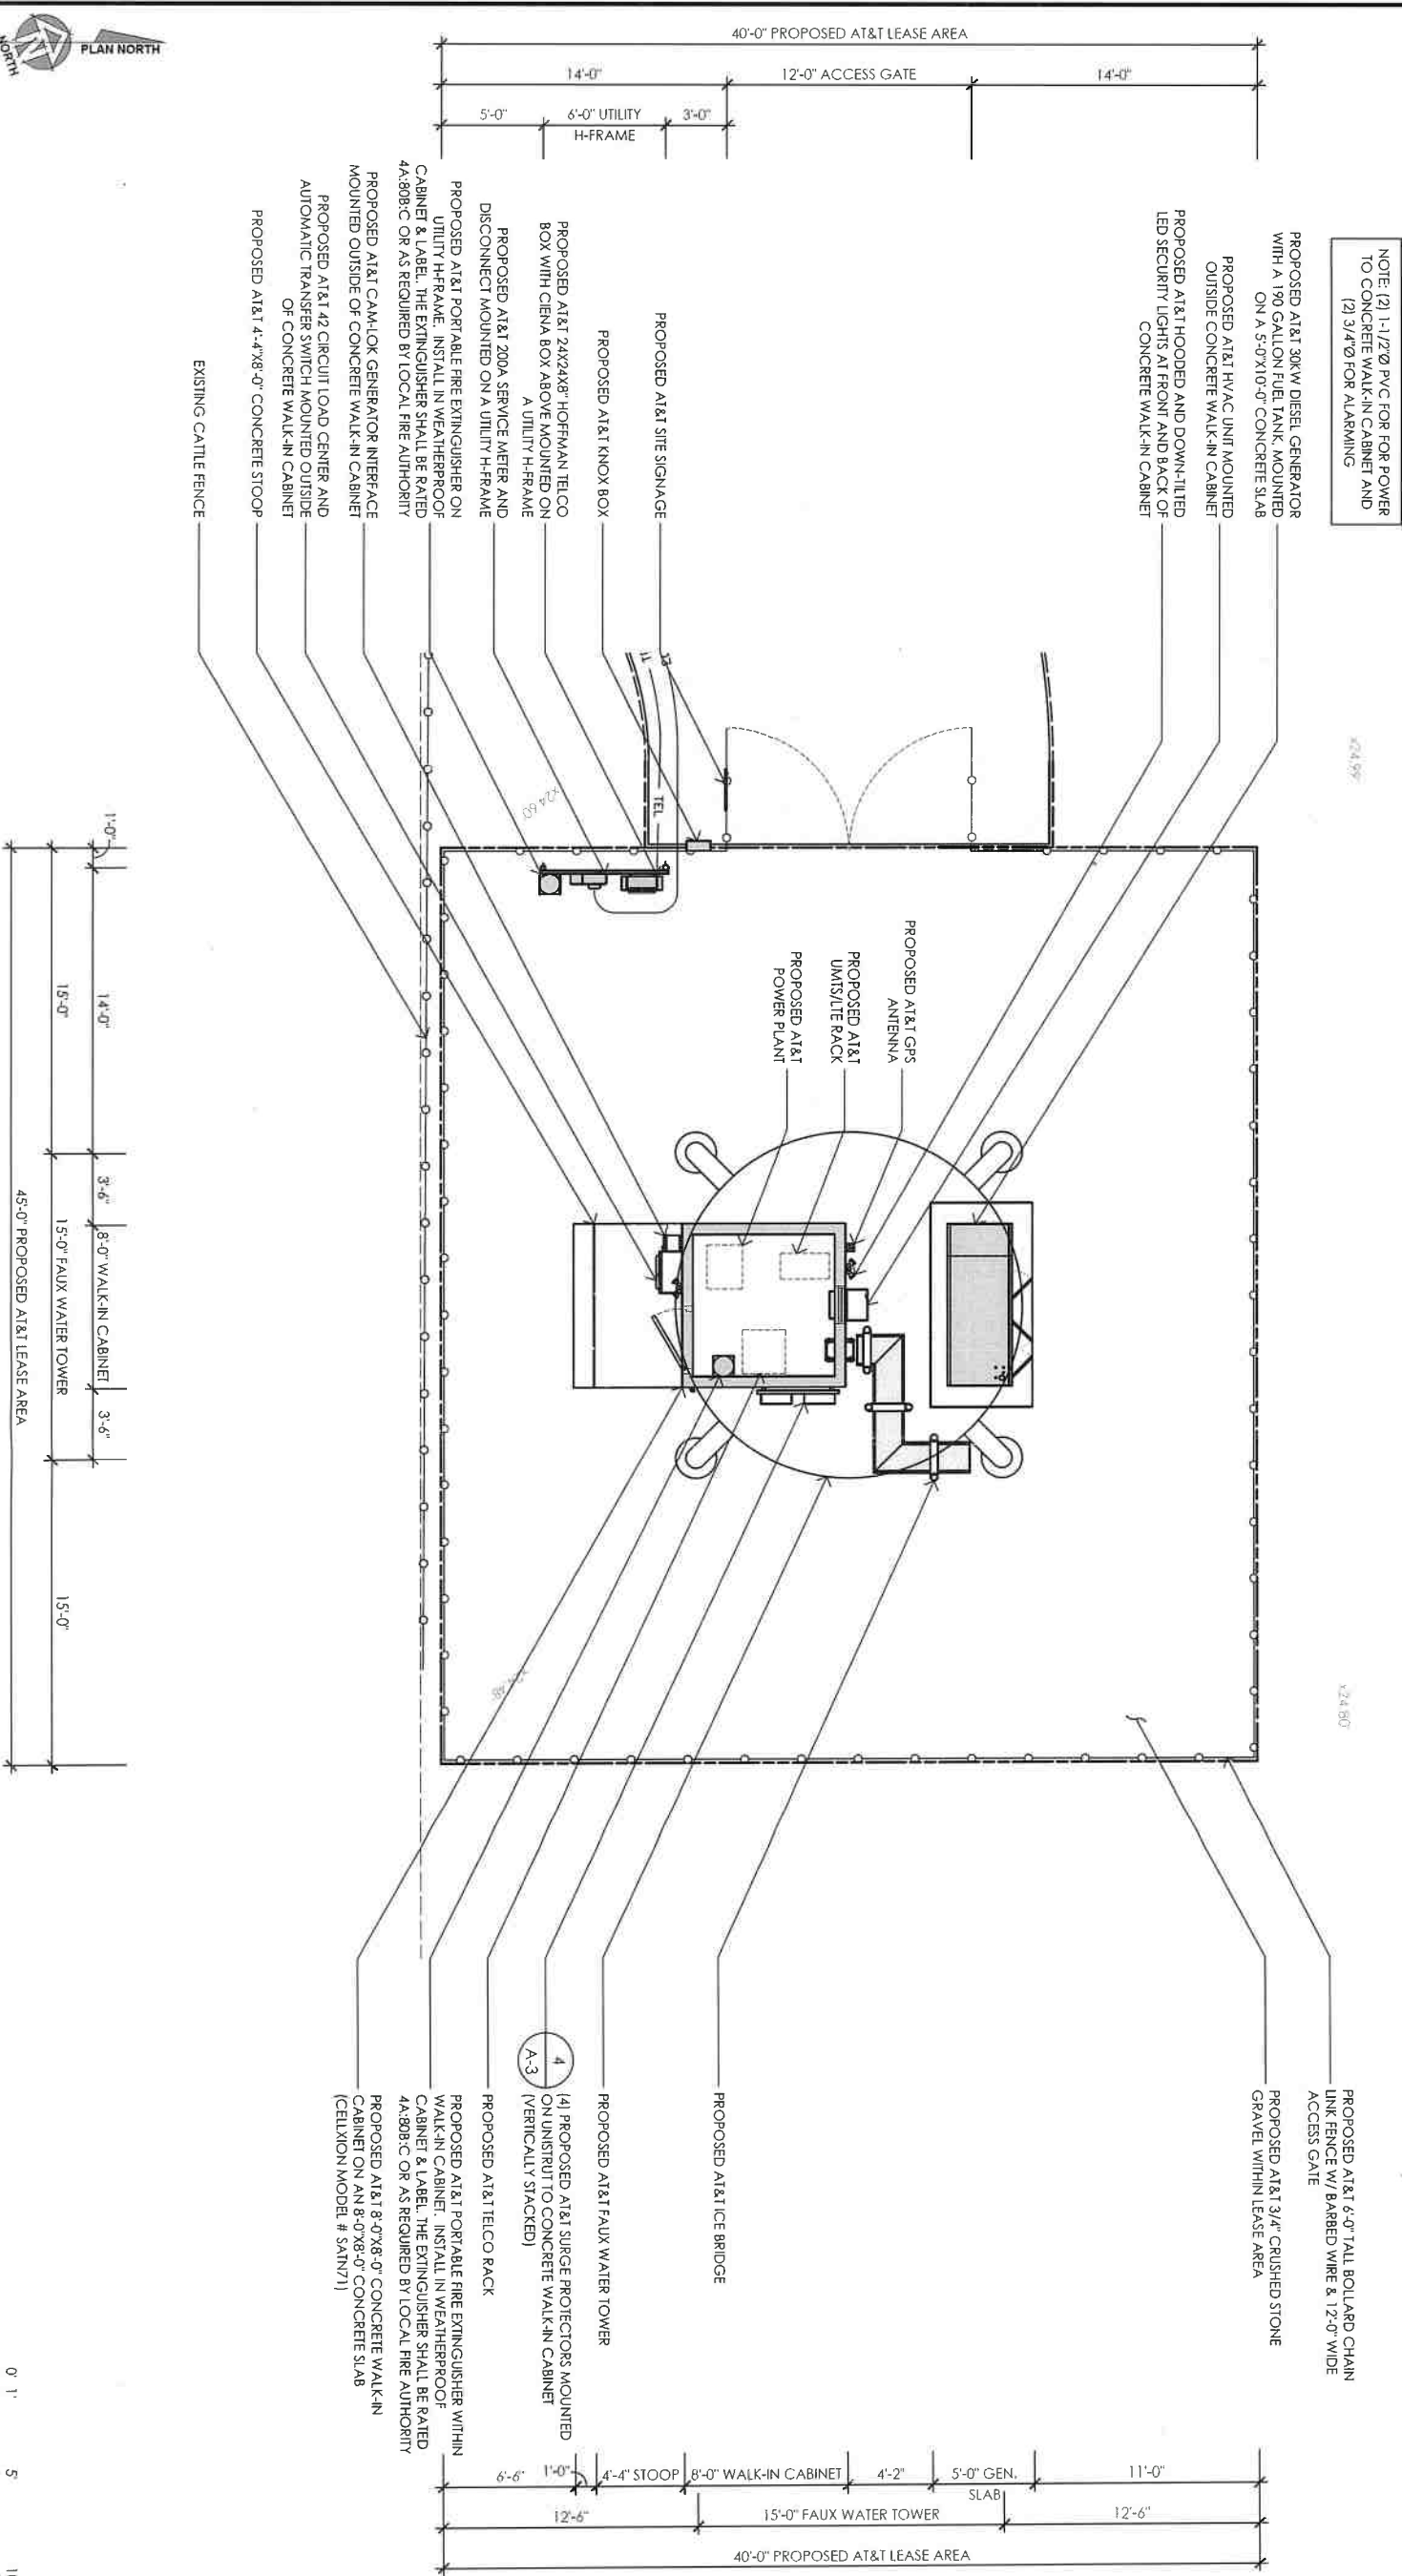 NORTH
PLAN NORTH
40'-0" PROPOSED AT&T LEASE AREA
14'-0"
12'-0" ACCESS GATE
14'-0"
5'-0"
6'-0" UTILITY
H-FRAME
3'-0"
NOTE: (2) 1-1/2"Ø PVC FOR FOR POWER
TO CONCRETE WALK-IN CABINET AND
(2) 3/4"Ø FOR ALARMING
PROPOSED AT&T 30KW DIESEL GENERATOR
WITH A 190 GALLON FUEL TANK, MOUNTED
ON A 5'-0"X10'-0" CONCRETE SLAB
PROPOSED AT&T HVAC UNIT MOUNTED
OUTSIDE CONCRETE WALK-IN CABINET
PROPOSED AT&T HOODED AND DOWN-TILTED
LED SECURITY LIGHTS AT FRONT AND BACK OF
CONCRETE WALK-IN CABINET
PROPOSED AT&T SITE SIGNAGE
PROPOSED AT&T KNOX BOX
PROPOSED AT&T 24X24X8" HOFFMAN TELCO
BOX WITH CIENA BOX ABOVE MOUNTED ON
A UTILITY H-FRAME
PROPOSED AT&T 200A SERVICE METER AND
DISCONNECT MOUNTED ON A UTILITY H-FRAME
PROPOSED AT&T PORTABLE FIRE EXTINGUISHER ON
UTILITY H-FRAME. INSTALL IN WEATHERPROOF
CABINET & LABEL. THE EXTINGUISHER SHALL BE RATED
4A:80B:C OR AS REQUIRED BY LOCAL FIRE AUTHORITY
PROPOSED AT&T CAM-LOK GENERATOR INTERFACE
MOUNTED OUTSIDE OF CONCRETE WALK-IN CABINET
PROPOSED AT&T 42 CIRCUIT LOAD CENTER AND
AUTOMATIC TRANSFER SWITCH MOUNTED OUTSIDE
OF CONCRETE WALK-IN CABINET
PROPOSED AT&T 4'-4"X8'-0" CONCRETE STOOP
EXISTING CATTLE FENCE
x24.99'
x24.60'
TEL
PROPOSED AT&T GPS
ANTENNA
PROPOSED AT&T
UMTS/LTE RACK
PROPOSED AT&T
POWER PLANT
x24.80'
x24.48'
1'-0"
14'-0"
3'-6"
8'-0" WALK-IN CABINET
3'-6"
15'-0"
15'-0" FAUX WATER TOWER
15'-0"
45'-0" PROPOSED AT&T LEASE AREA
PROPOSED AT&T 6'-0" TALL BOLLARD CHAIN
LINK FENCE W/ BARBED WIRE & 12'-0" WIDE
ACCESS GATE
PROPOSED AT&T 3/4" CRUSHED STONE
GRAVEL WITHIN LEASE AREA
PROPOSED AT&T ICE BRIDGE
PROPOSED AT&T FAUX WATER TOWER
4
A-3
(4) PROPOSED AT&T SURGE PROTECTORS MOUNTED
ON UNISTRUT TO CONCRETE WALK-IN CABINET
(VERTICALLY STACKED)
PROPOSED AT&T TELCO RACK
PROPOSED AT&T PORTABLE FIRE EXTINGUISHER WITHIN
WALK-IN CABINET. INSTALL IN WEATHERPROOF
CABINET & LABEL. THE EXTINGUISHER SHALL BE RATED
4A:80B:C OR AS REQUIRED BY LOCAL FIRE AUTHORITY
PROPOSED AT&T 8'-0"X8'-0" CONCRETE WALK-IN
CABINET ON AN 8'-0"X8'-0" CONCRETE SLAB
(CELLXION MODEL # SATN71)
6'-6"
1'-0"
4'-4" STOOP
8'-0" WALK-IN CABINET
4'-2"
5'-0" GEN.
SLAB
11'-0"
12'-6"
15'-0" FAUX WATER TOWER
12'-6"
40'-0" PROPOSED AT&T LEASE AREA
0' 1'
5'